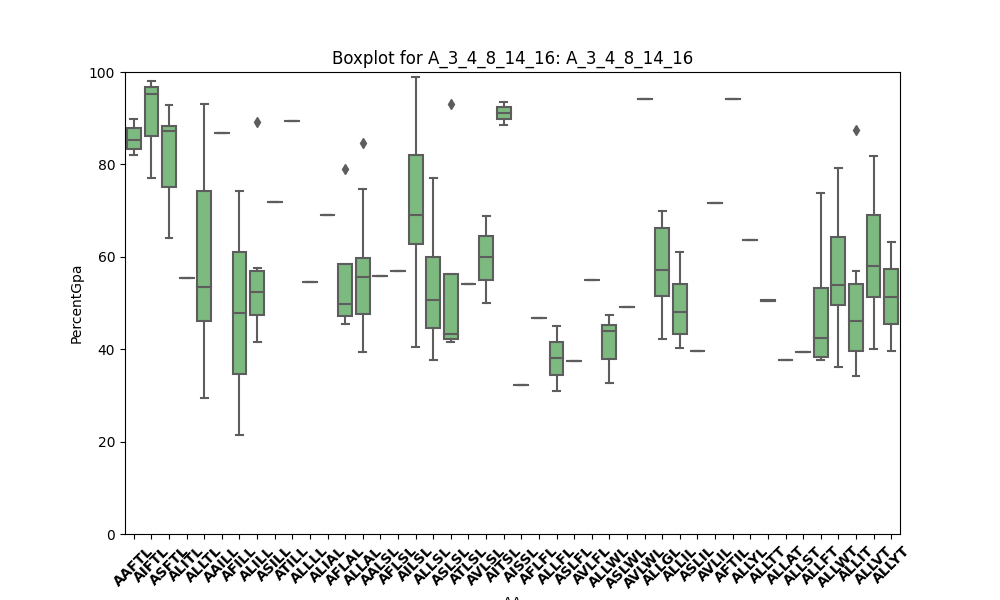 Boxplot for A_3_4_8_14_16: A_3_4_8_14_16
PercentGpa
100
80
60
40
20
0
AAFTL
AIFTL
ASFTL
ALITL
ALLTL
AAILL
AFILL
ALILL
ASILL
ATILL
ALLLL
ALIAL
AFLAL
ALLAL
AALSL
AFLSL
AILSL
ALLSL
ASLSL
ATLSL
AVLSL
AITSL
AISSL
AFLFL
ALLFL
ASLFL
AVLFL
ALLWL
ASLWL
AVLWL
ALLGL
ALLIL
ASLIL
AVLIL
AFTIL
ALLYL
ALLTT
ALLAT
ALLST
ALLFT
ALLWT
ALLIT
ALLVT
ALLYT